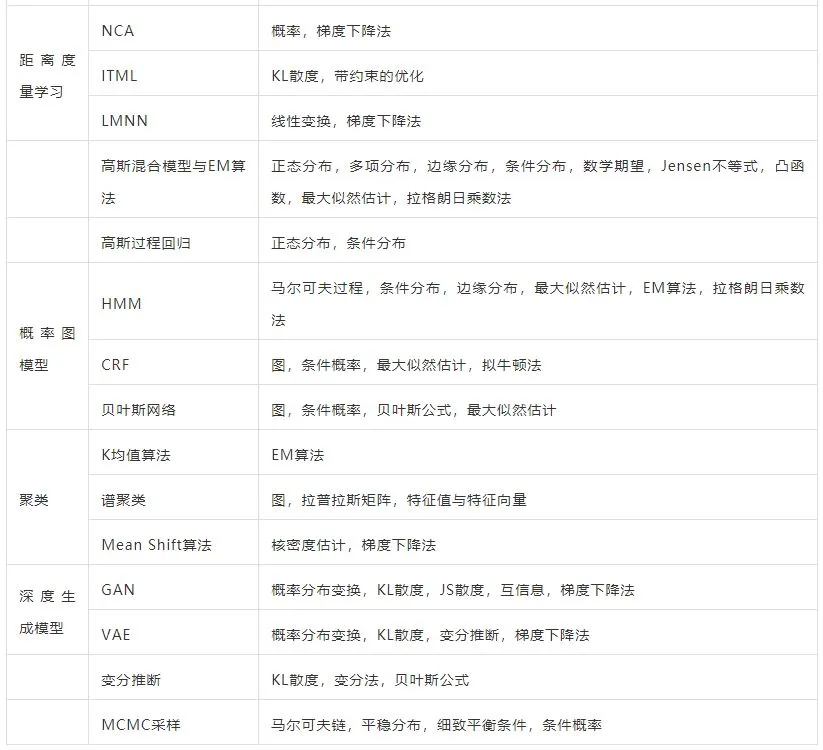 距离度
量学习
NCA
概率，梯度下降法
ITML
KL散度，带约束的优化
LMNN
线性变换，梯度下降法
高斯混合模型与EM算
法
正态分布，多项分布，边缘分布，条件分布，数学期望，Jensen不等式，凸函
数，最大似然估计，拉格朗日乘数法
高斯过程回归
正态分布，条件分布
概率图
模型
HMM
马尔可夫过程，条件分布，边缘分布，最大似然估计，EM算法，拉格朗日乘数
法
CRF
图，条件概率，最大似然估计，拟牛顿法
贝叶斯网络
图，条件概率，贝叶斯公式，最大似然估计
聚类
K均值算法
EM算法
谱聚类
图，拉普拉斯矩阵，特征值与特征向量
Mean Shift算法
核密度估计，梯度下降法
深度生
成模型
GAN
概率分布变换，KL散度，JS散度，互信息，梯度下降法
VAE
概率分布变换，KL散度，变分推断，梯度下降法
变分推断
KL散度，变分法，贝叶斯公式
MCMC采样
马尔可夫链，平稳分布，细致平衡条件，条件概率